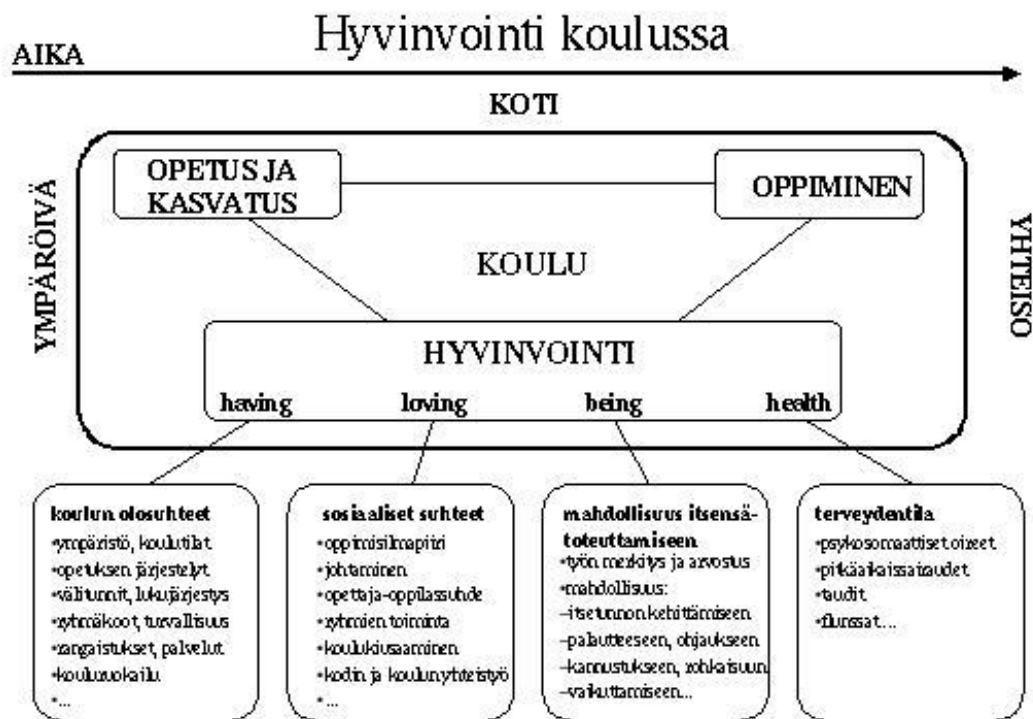 Hyvinvointi koulussa
AIKA
KOTI
YMPÄRÖIVÄ
OPETUS JA
KASVATUS
OPPIMINEN
KOULU
YHTEISO
HYVINVOINTI
having loving being health
koulun olosuhteet
•ympäristö, koulutilat
•opetuksen järjestelyt
•välitunnit, lukujärjestys
•ryhmäkoot, turvallisuus
•rangaistukset, palvelut
•kouluruokailu
•...
sosiaaliset suhteet
•oppimisilmapiiri
•johtaminen
•opettaja-oppilassuhde
•ryhmien toiminta
•koulukiusaaminen
•kodin ja koulun yhteistyö
•...
mahdollisuus itsensä-
toteuttamiseen
•työn merkitys ja arvostus
•mahdollisuus:
–itsetunnon kehittämiseen
–palautteeseen, ohjaukseen
–kannustukseen, rohkaisuun
–vaikuttamiseen...
terveydentila
•psykosomaattiset oireet
•pitkäaikaissairaudet
•taudit
•flunssat...